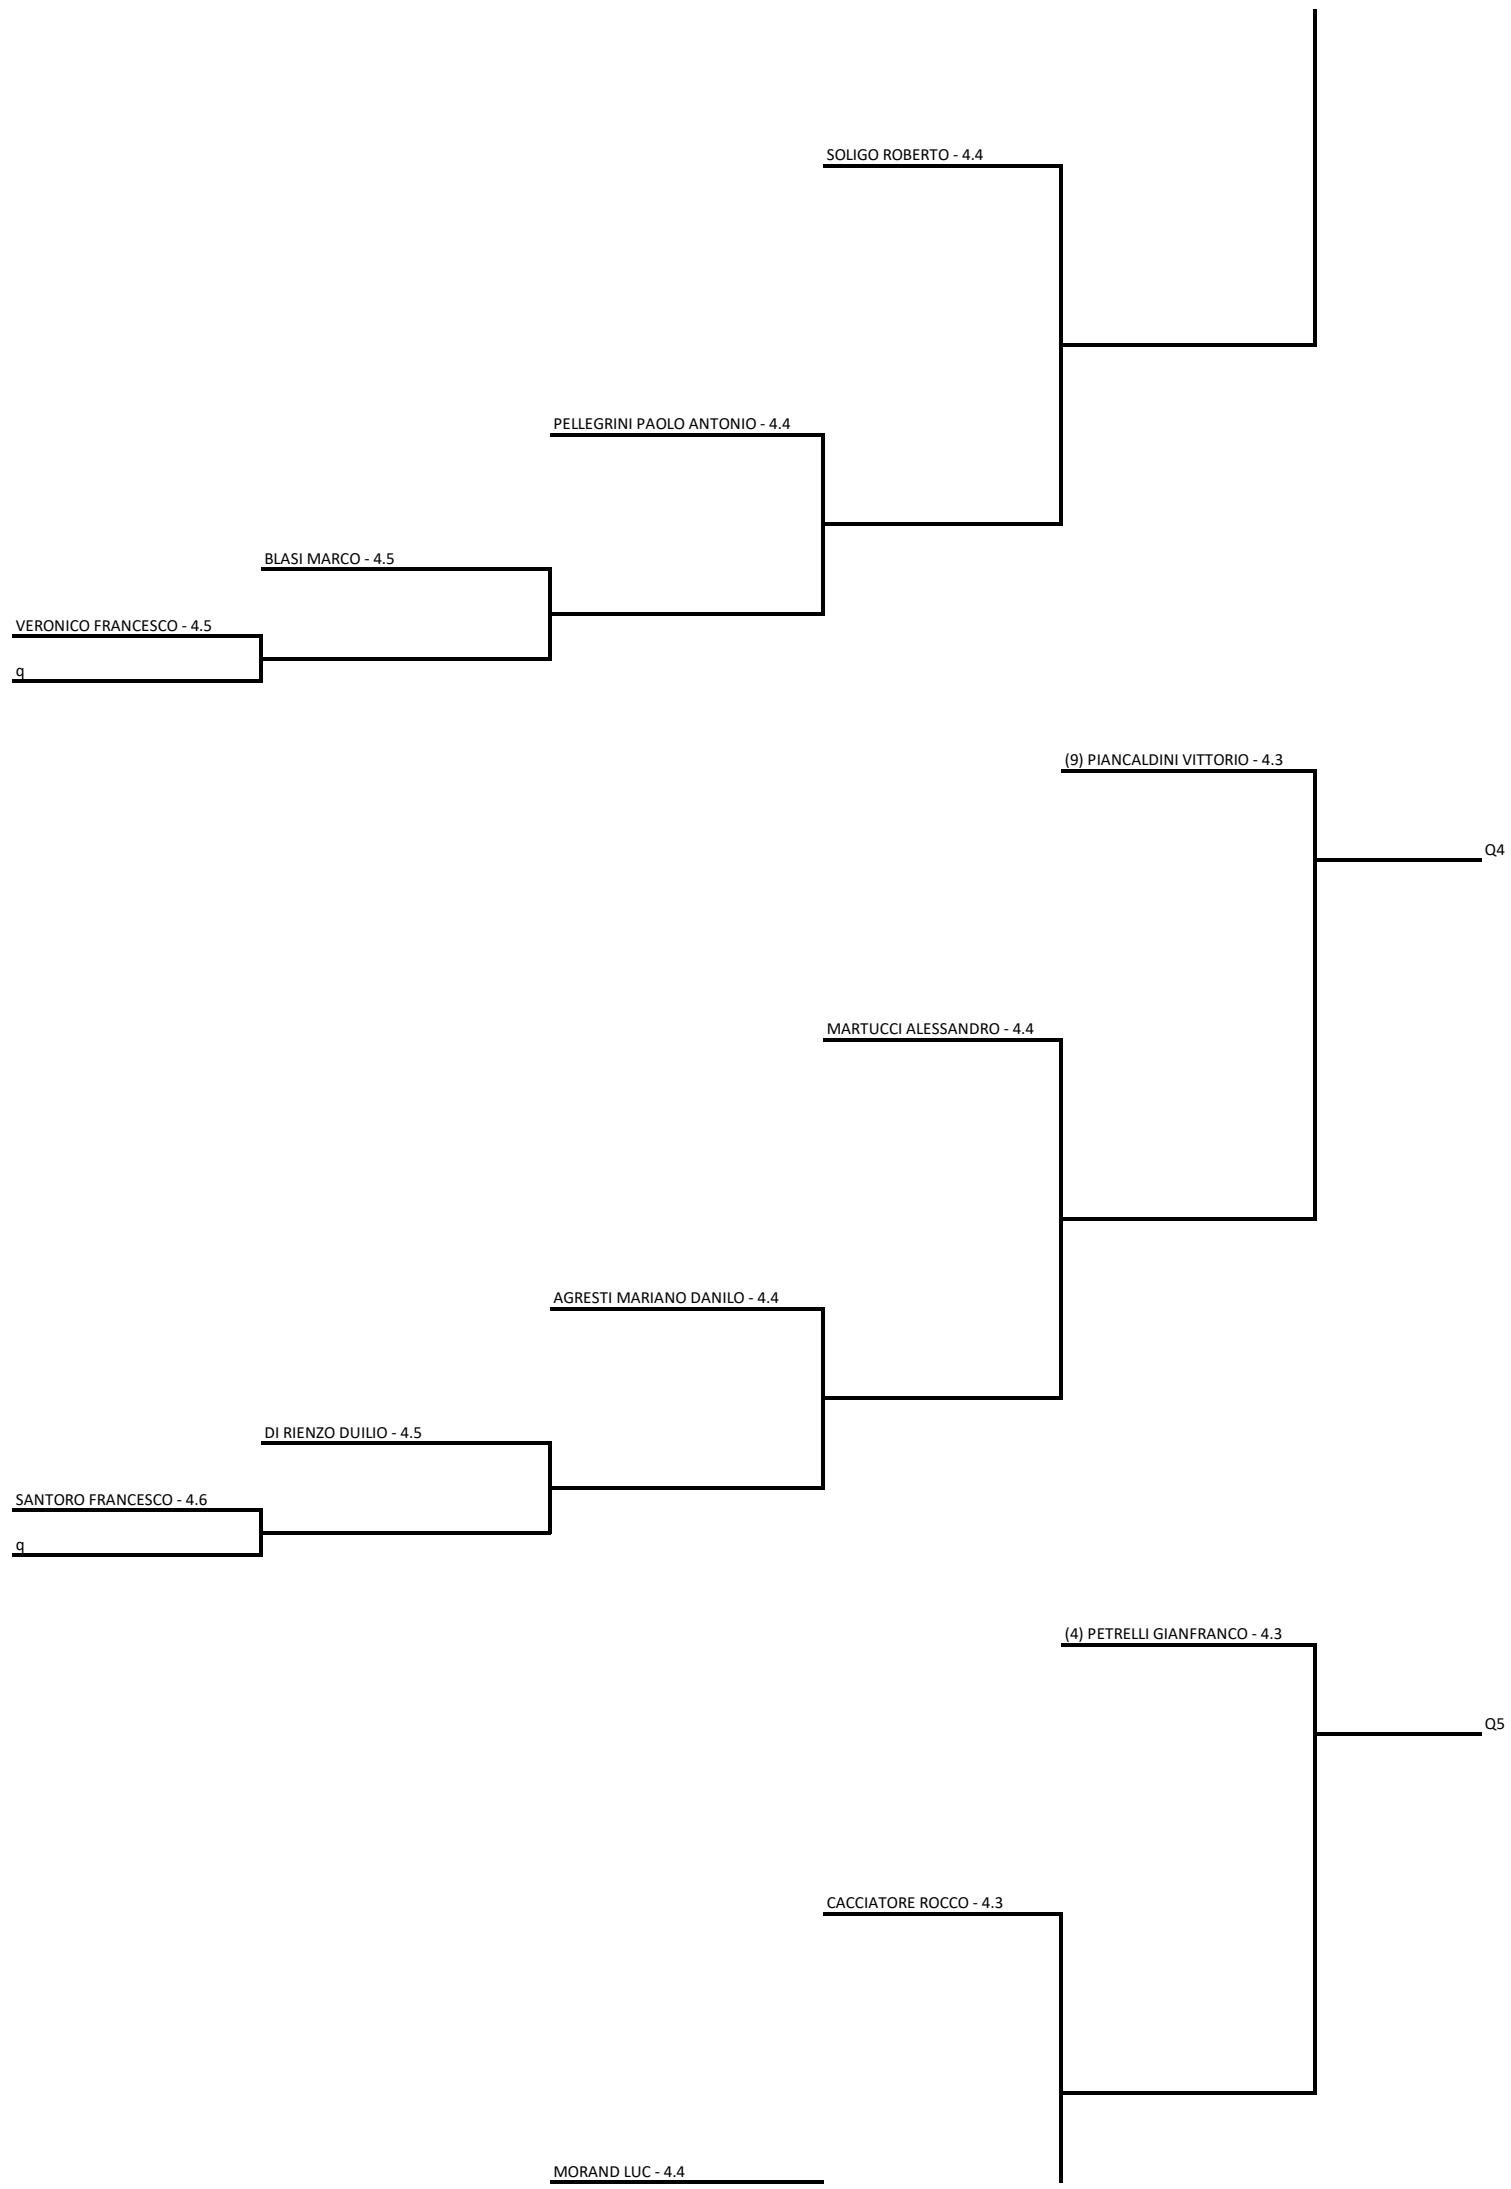 SOLIGO ROBERTO - 4.4
PELLEGRINI PAOLO ANTONIO - 4.4
BLASI MARCO - 4.5
VERONICO FRANCESCO - 4.5
q
(9) PIANCALDINI VITTORIO - 4.3
Q4
MARTUCCI ALESSANDRO - 4.4
AGRESTI MARIANO DANILO - 4.4
DI RIENZO DUILIO - 4.5
SANTORO FRANCESCO - 4.6
q
(4) PETRELLI GIANFRANCO - 4.3
Q5
CACCIATORE ROCCO - 4.3
MORAND LUC - 4.4